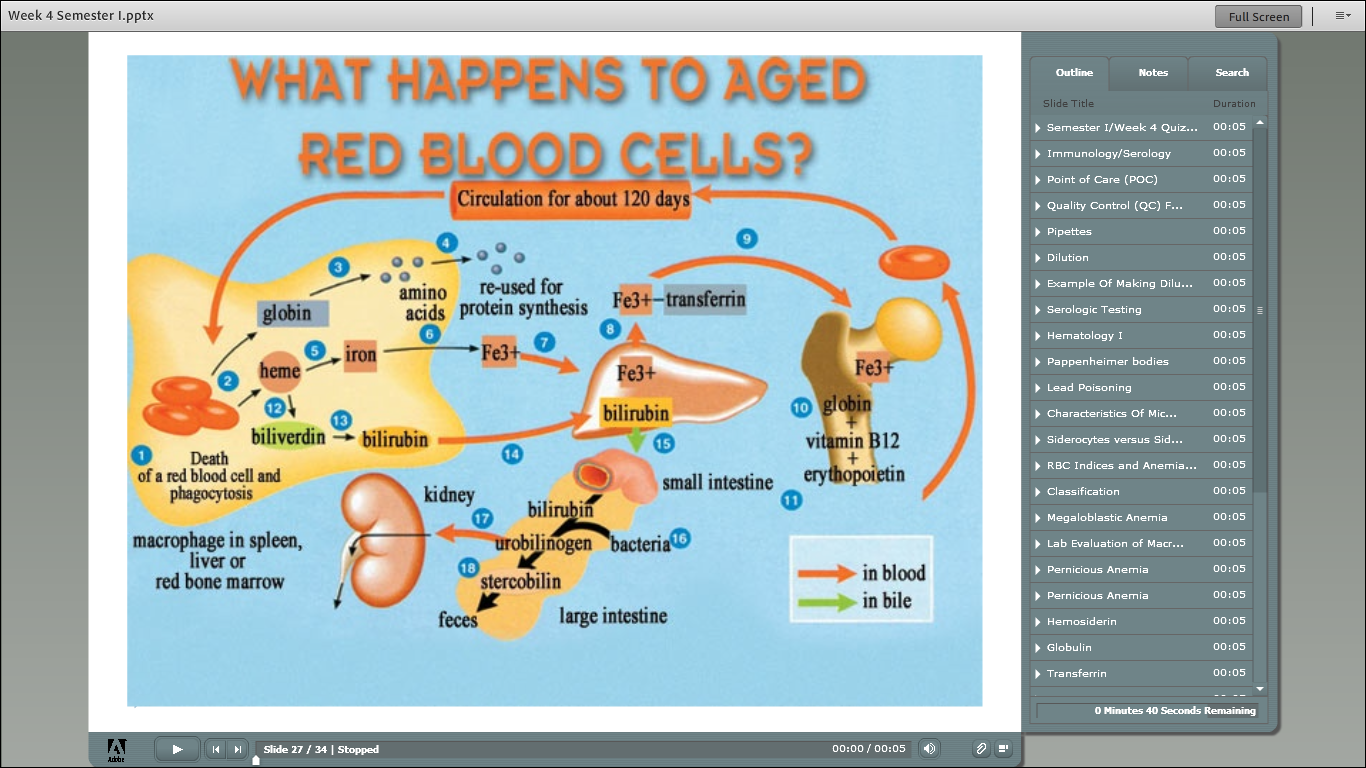 Week 4 Semester I.pptx
Full Screen
WHAT HAPPENS TO AGED
RED BLOOD CELLS?
Circulation for about 120 days
3
4
9
globin
amino
acids
re-used for
protein synthesis
Fe3+
transferrin
2
5
heme
iron
6
Fe3+
7
8
Fe3+
bilirubin
Fe3+
12
13
biliverdin
bilirubin
14
15
10
globin
+
vitamin B12
+
erythopoietin
11
1
Death
of a red blood cell and
phagocytosis
macrophage in spleen,
liver or
red bone marrow
kidney
17
small intestine
bilirubin
urobilinogen
bacteria
16
18
stercobilin
feces
large intestine
in blood
in bile
Outline
Notes
Search
Slide Title
Duration
Semester I/Week 4 Quiz... 00:05
Immunology/Serology 00:05
Point of Care (POC) 00:05
Quality Control (QC) F... 00:05
Pipettes 00:05
Dilution 00:05
Example Of Making Dilu... 00:05
Serologic Testing 00:05
Hematology I 00:05
Pappenheimer bodies 00:05
Lead Poisoning 00:05
Characteristics Of Mic... 00:05
Siderocytes versus Sid... 00:05
RBC Indices and Anemia... 00:05
Classification 00:05
Megaloblastic Anemia 00:05
Lab Evaluation of Macr... 00:05
Pernicious Anemia 00:05
Pernicious Anemia 00:05
Hemosiderin 00:05
Globulin 00:05
Transferrin 00:05
0 Minutes 40 Seconds Remaining
Adobe
Slide 27 / 34 | Stopped
00:00 / 00:05